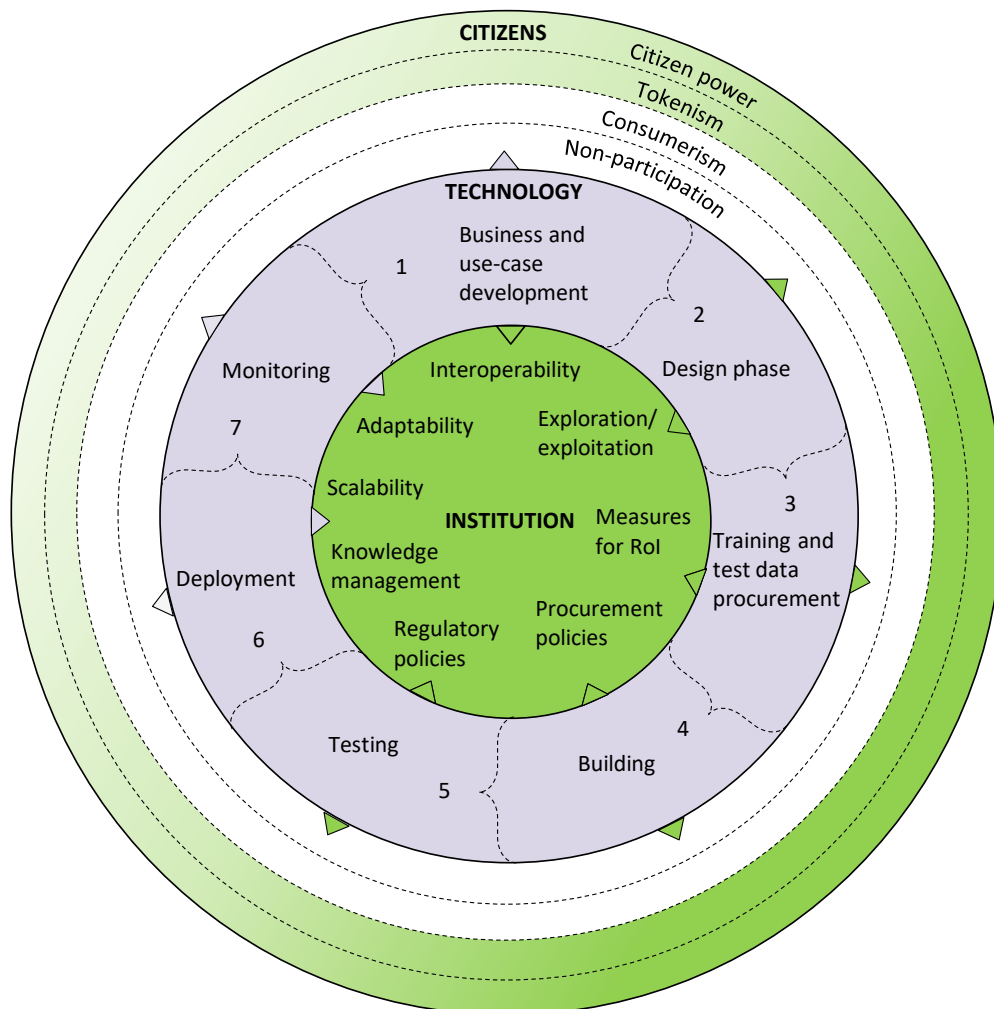 CITIZENS
Citizen power
Tokenism
Consumerism
Non-participation
TECHNOLOGY
1
Business and
use-case
development
2
Design phase
3
Training and
test data
procurement
4
Building
5
Testing
6
Deployment
7
Monitoring
INSTITUTION
Interoperability
Exploration/
exploitation
Measures
for RoI
Procurement
policies
Regulatory
policies
Knowledge
management
Scalability
Adaptability